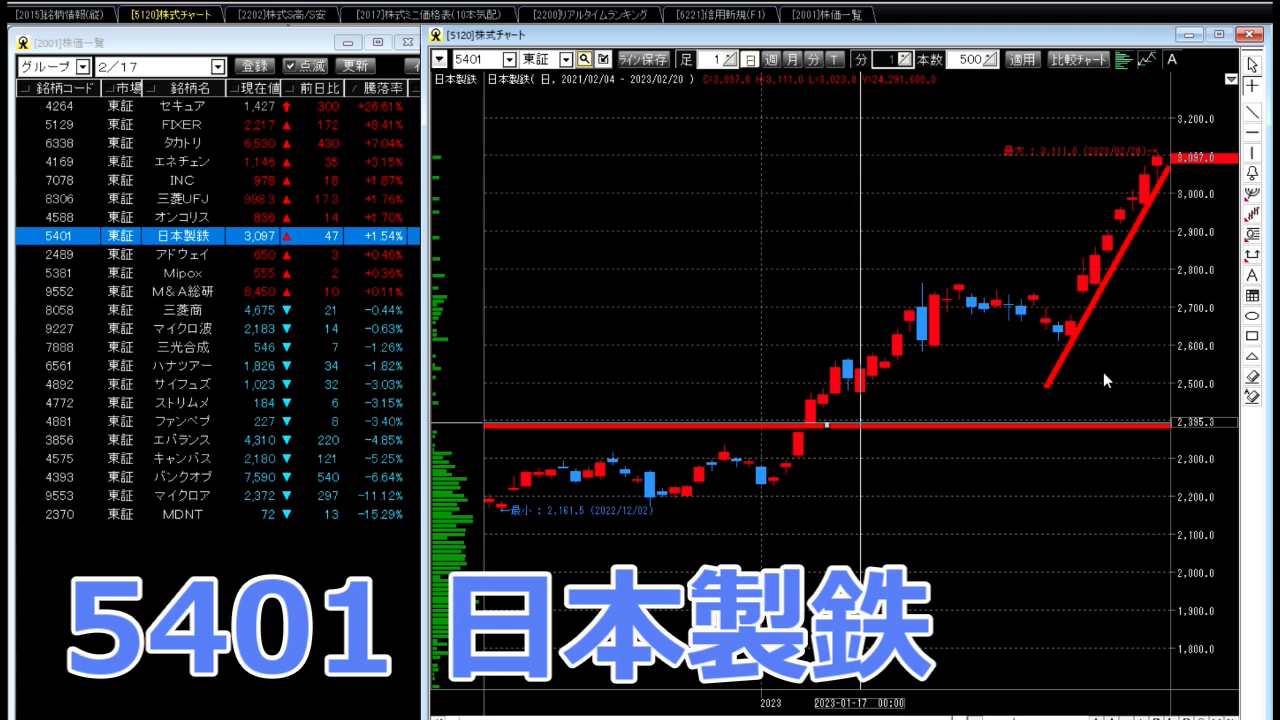 [2015]銘柄情報(縦) [5120]株式チャート [2202]株式S高/S安 [2017]株式ミニ価格表(10本気配) [2200]リアルタイムランキング [6221]信用新規(F1) [2001]株価一覧
[2001]株価一覧
グループ 2/17 登録 点滅 更新
銘柄コード 市場 銘柄名 現在値 前日比 騰落率
4264 東証 セキュア 1,427 300 +26.61%
5129 東証 FIXER 2,217 ▲ 172 +8.41%
6338 東証 タカトリ 6,530 ▲ 430 +7.04%
4169 東証 エネチェン 1,146 ▲ 35 +3.15%
7078 東証 INC 978 ▲ 18 +1.87%
8306 東証 三菱UFJ 998.3 ▲ 17.3 +1.76%
4588 東証 オンコリス 836 ▲ 14 +1.70%
5401 東証 日本製鉄 3,097 ▲ 47 +1.54%
2489 東証 アドウェイ 650 ▲ 3 +0.46%
5381 東証 Mipox 555 ▲ 2 +0.36%
9552 東証 M&A総研 8,450 ▲ 10 +0.11%
8058 東証 三菱商 4,675 ▼ 21 -0.44%
9227 東証 マイクロ波 2,183 ▼ 14 -0.63%
7888 東証 三光合成 546 ▼ 7 -1.26%
6561 東証 ハナツアー 1,826 ▼ 34 -1.82%
4892 東証 サイフュズ 1,023 ▼ 32 -3.03%
4772 東証 ストリムメ 184 ▼ 6 -3.15%
4881 東証 ファンペプ 227 ▼ 8 -3.40%
3856 東証 エバランス 4,310 ▼ 220 -4.85%
4575 東証 キャンバス 2,180 ▼ 121 -5.25%
4393 東証 バンクオブ 7,590 ▼ 540 -6.64%
9553 東証 マイクロア 2,372 ▼ 297 -11.12%
2370 東証 MDNT 72 ▼ 13 -15.29%
[5120]株式チャート
5401 東証 ライン保存 足 1 日 週 月 分 T 分 1 本数 500 適用 比較チャート A
日本製鉄 日本製鉄( 日, 2021/02/04 - 2023/02/20 ) C=3,097.0 H=3,111.0 L=3,023.0 V=24,291,600.0
最大 : 3,111.0 (2023/02/20)→
←最小 : 2,161.5 (2022/12/02)
3,200.0
3,097.0
3,000.0
2,900.0
2,800.0
2,700.0
2,600.0
2,500.0
2,395.3
2,300.0
2,200.0
2,100.0
2,000.0
1,900.0
1,800.0
2023 2023-01-17 00:00
A
5401 日本製鉄